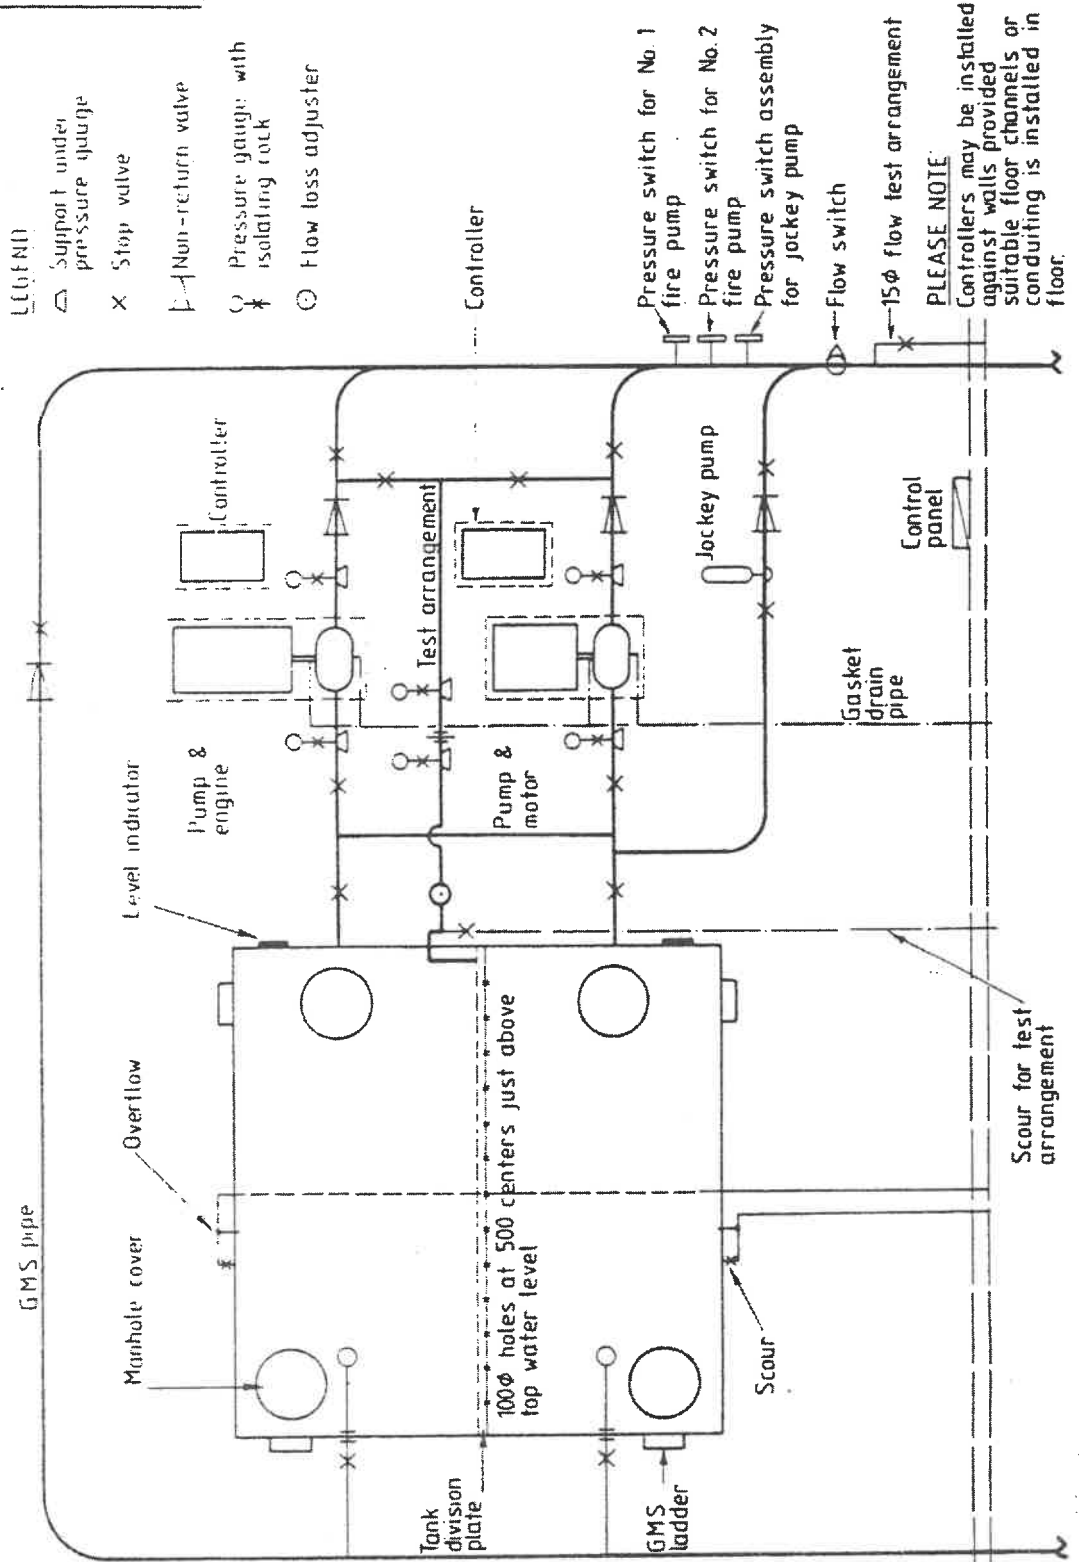 LEGEND
Support under
pressure gauge
Stop valve
Non-return valve
Pressure gauge with
isolating cock
Flow loss adjuster
GMS pipe
Manhole cover
Overflow
Level indicator
Pump &
engine
Controller
Controller
Test arrangement
Pump &
motor
Jockey pump
Pressure switch for No. 1
fire pump
Pressure switch for No. 2
fire pump
Pressure switch assembly
for jockey pump
Flow switch
15Φ flow test arrangement
PLEASE NOTE
Controllers may be installed
against walls provided
suitable floor channels or
conduiting is installed in
floor.
Control
panel
Gasket
drain
pipe
100Φ holes at 500 centers just above
top water level
Tank
division
plate
GMS
ladder
Scour
Scour for test
arrangement